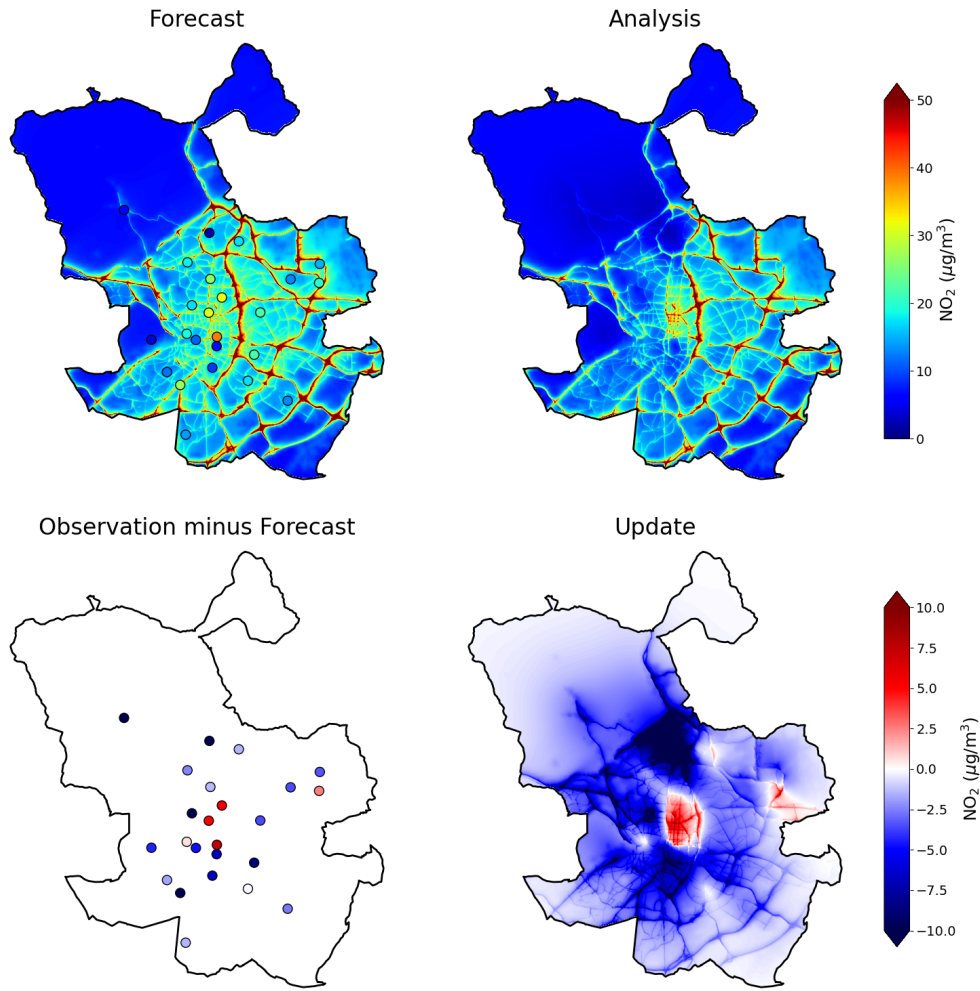 Forecast
Analysis
50
40
30
20
10
0
NO₂ (μg/m³)
Observation minus Forecast
Update
10.0
7.5
5.0
2.5
0.0
−2.5
−5.0
−7.5
−10.0
NO₂ (μg/m³)